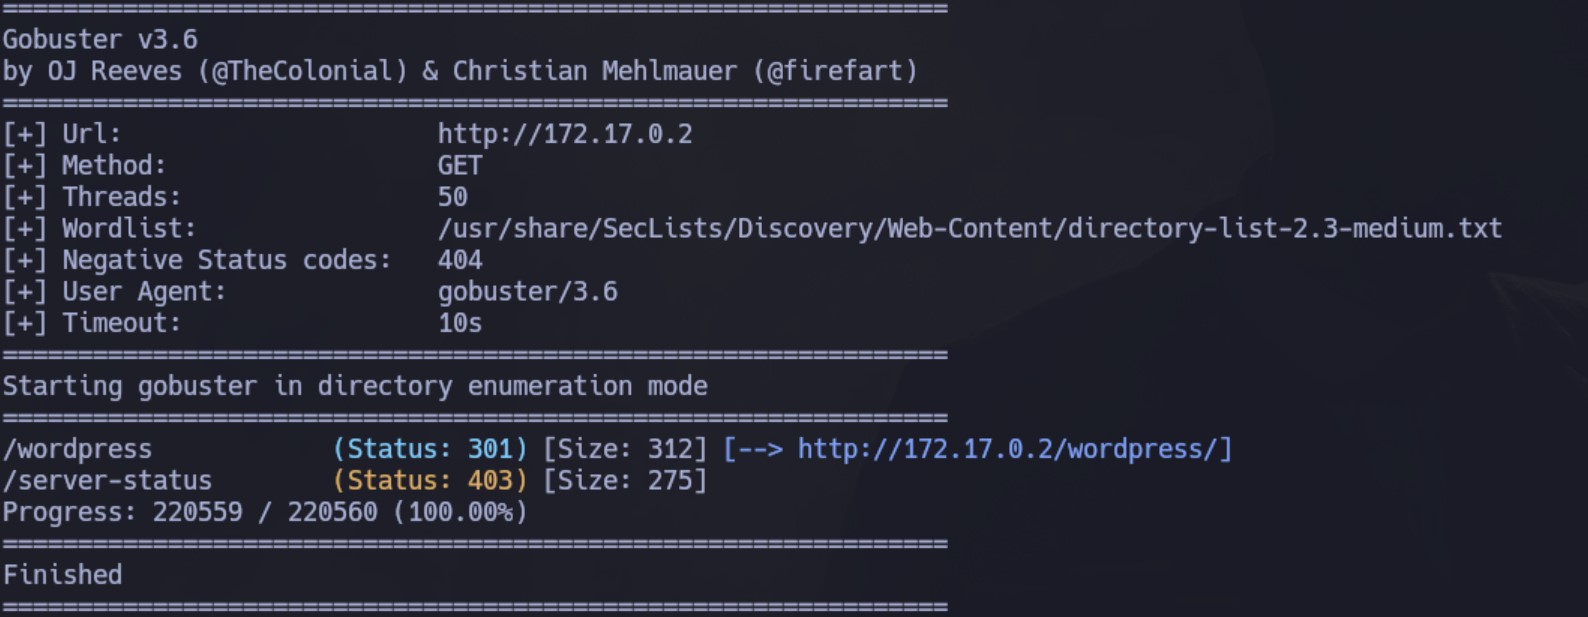 ===============================================================
Gobuster v3.6
by OJ Reeves (@TheColonial) & Christian Mehlmauer (@firefart)
===============================================================
[+] Url:                     http://172.17.0.2
[+] Method:                  GET
[+] Threads:                 50
[+] Wordlist:                /usr/share/SecLists/Discovery/Web-Content/directory-list-2.3-medium.txt
[+] Negative Status codes:   404
[+] User Agent:              gobuster/3.6
[+] Timeout:                 10s
===============================================================
Starting gobuster in directory enumeration mode
===============================================================
/wordpress            (Status: 301) [Size: 312] [--> http://172.17.0.2/wordpress/]
/server-status        (Status: 403) [Size: 275]
Progress: 220559 / 220560 (100.00%)
===============================================================
Finished
===============================================================